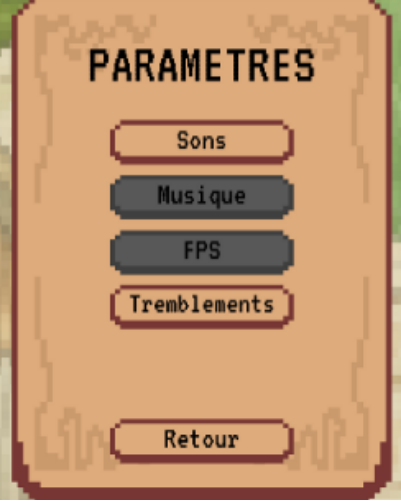 PARAMETRES
Sons
Musique
FPS
Tremblements
Retour